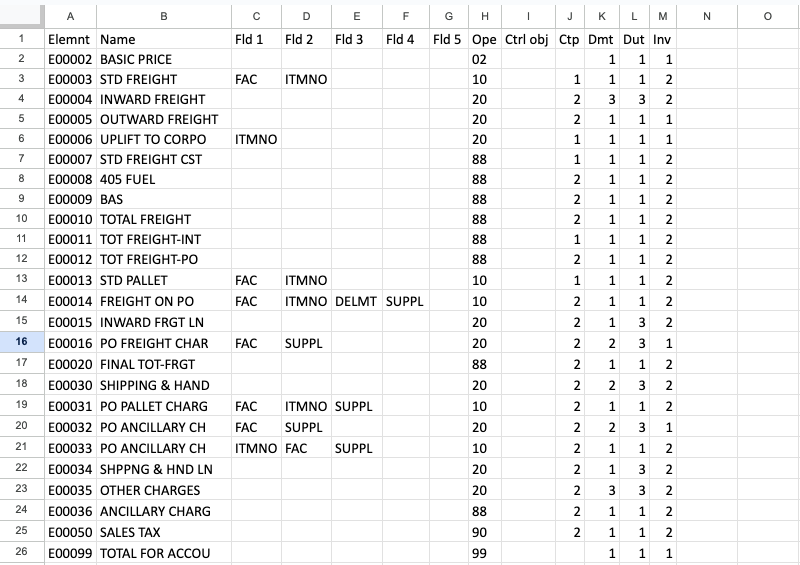 A B C D E F G H I J K L M N O
1 Elemnt Name Fld 1 Fld 2 Fld 3 Fld 4 Fld 5 Ope Ctrl obj Ctp Dmt Dut Inv
2 E00002 BASIC PRICE 02 1 1 1
3 E00003 STD FREIGHT FAC ITMNO 10 1 1 1 2
4 E00004 INWARD FREIGHT 20 2 3 3 2
5 E00005 OUTWARD FREIGHT 20 2 1 1 1
6 E00006 UPLIFT TO CORPO ITMNO 20 1 1 1 1
7 E00007 STD FREIGHT CST 88 1 1 1 2
8 E00008 405 FUEL 88 2 1 1 2
9 E00009 BAS 88 2 1 1 2
10 E00010 TOTAL FREIGHT 88 2 1 1 2
11 E00011 TOT FREIGHT-INT 88 1 1 1 2
12 E00012 TOT FREIGHT-PO 88 2 1 1 2
13 E00013 STD PALLET FAC ITMNO 10 1 1 1 2
14 E00014 FREIGHT ON PO FAC ITMNO DELMT SUPPL 10 2 1 1 2
15 E00015 INWARD FRGT LN 20 2 1 3 2
16 E00016 PO FREIGHT CHAR FAC SUPPL 20 2 2 3 1
17 E00020 FINAL TOT-FRGT 88 2 1 1 2
18 E00030 SHIPPING & HAND 20 2 2 3 2
19 E00031 PO PALLET CHARG FAC ITMNO SUPPL 10 2 1 1 2
20 E00032 PO ANCILLARY CH FAC SUPPL 20 2 2 3 1
21 E00033 PO ANCILLARY CH ITMNO FAC SUPPL 10 2 1 1 2
22 E00034 SHPPNG & HND LN 20 2 1 3 2
23 E00035 OTHER CHARGES 20 2 3 3 2
24 E00036 ANCILLARY CHARG 88 2 1 1 2
25 E00050 SALES TAX 90 2 1 1 2
26 E00099 TOTAL FOR ACCOU 99 1 1 1